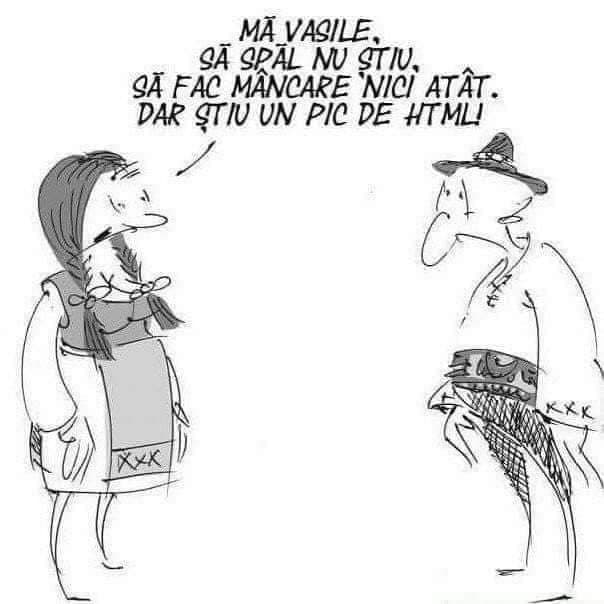 MĂ VASILE,
SĂ SPĂL NU ŞTIU,
SĂ FAC MÂNCARE NICI ATÂT.
DAR ŞTIU UN PIC DE HTML!